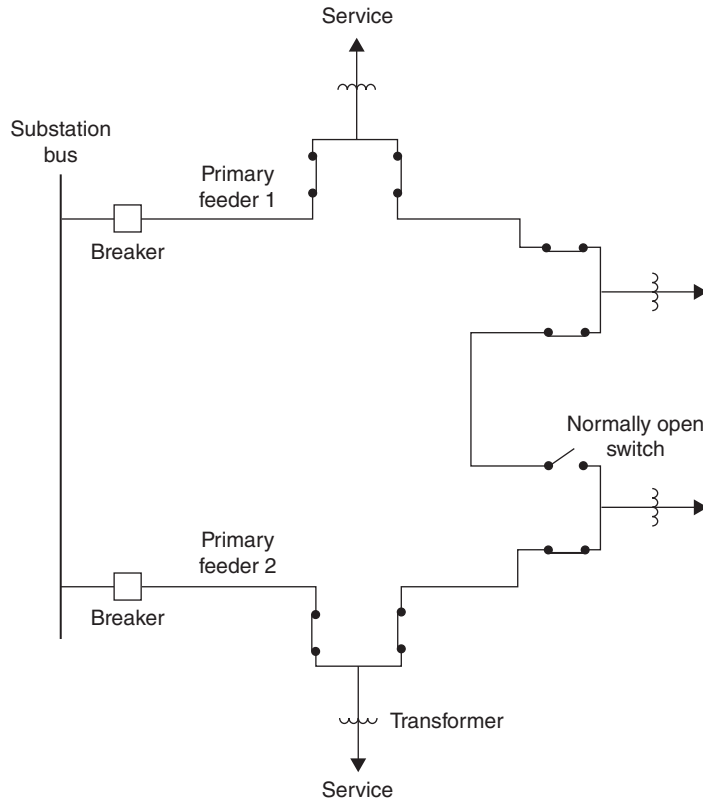 Service
Substation
bus
Primary
feeder 1
Breaker
Normally open
switch
Primary
feeder 2
Breaker
Transformer
Service